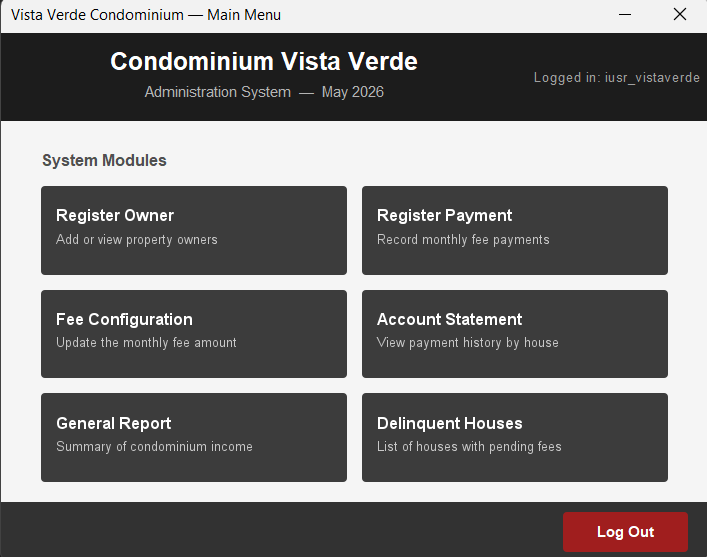 Vista Verde Condominium — Main Menu
Condominium Vista Verde
Administration System — May 2026
Logged in: iusr_vistaverde
System Modules
Register Owner
Add or view property owners
Register Payment
Record monthly fee payments
Fee Configuration
Update the monthly fee amount
Account Statement
View payment history by house
General Report
Summary of condominium income
Delinquent Houses
List of houses with pending fees
Log Out